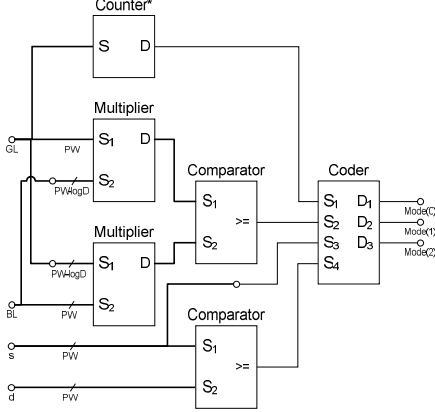 Counter*
S D
Multiplier
S1 D
GL PW
S2
PW-logD
Comparator
Coder
S1
>=
S2
S1 D1
Mode(0)
S2 D2
Mode(1)
S3 D3
Mode(2)
S4
Multiplier
S1 D
PW-logD
S2
BL PW
Comparator
s PW
S1
>=
d PW
S2